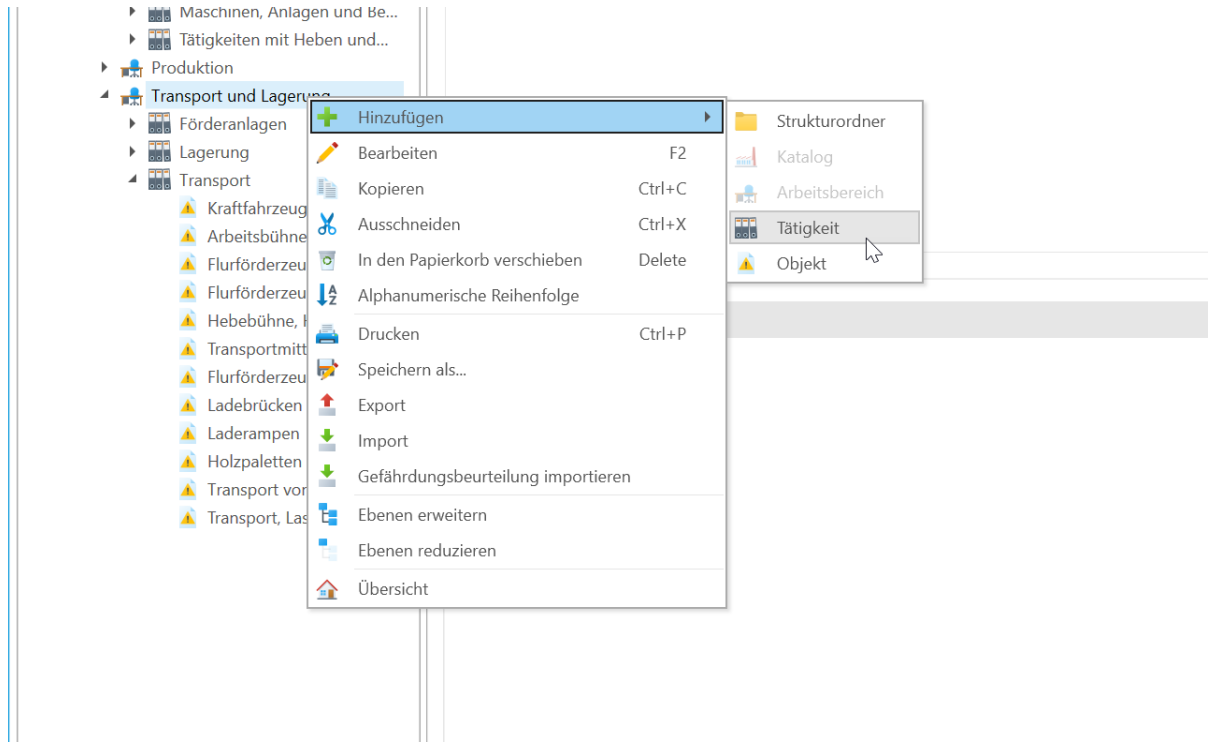 Maschinen, Anlagen und Be...
Tätigkeiten mit Heben und...
Produktion
Transport und Lagerung
Förderanlagen
Lagerung
Transport
Kraftfahrzeug
Arbeitsbühne
Flurförderzeu
Flurförderzeu
Hebebühne,
Transportmitt
Flurförderzeu
Ladebrücken
Laderampen
Holzpaletten
Transport vor
Transport, Las
Hinzufügen
Bearbeiten F2
Kopieren Ctrl+C
Ausschneiden Ctrl+X
In den Papierkorb verschieben Delete
Alphanumerische Reihenfolge
Drucken Ctrl+P
Speichern als...
Export
Import
Gefährdungsbeurteilung importieren
Ebenen erweitern
Ebenen reduzieren
Übersicht
Strukturordner
Katalog
Arbeitsbereich
Tätigkeit
Objekt